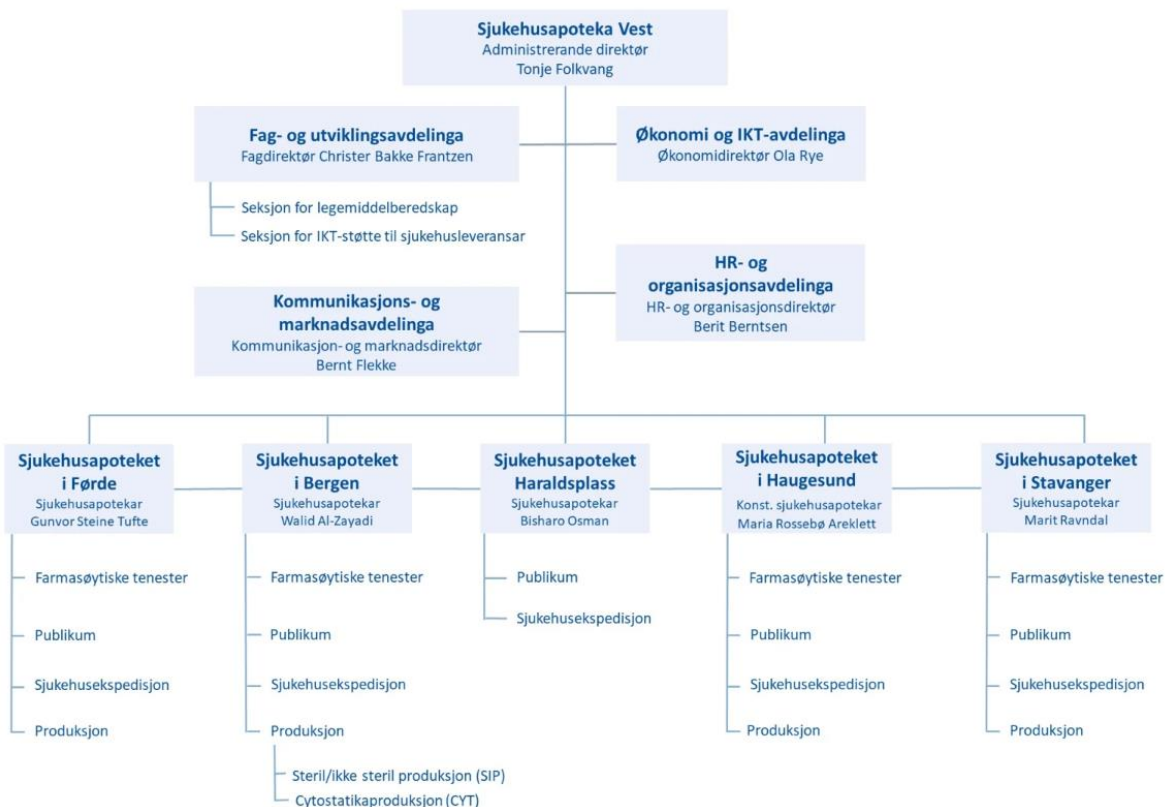 Sjukehusapoteka Vest
Administrerande direktør
Tonje Folkvang
Fag- og utviklingsavdelinga
Fagdirektør Christer Bakke Frantzen
Seksjon for legemiddelberedskap
Seksjon for IKT-støtte til sjukehusleveransar
Økonomi og IKT-avdelinga
Økonomidirektør Ola Rye
Kommunikasjons- og
marknadsavdelinga
Kommunikasjon- og marknadsdirektør
Bernt Flekke
HR- og
organisasjonsavdelinga
HR- og organisasjonsdirektør
Berit Berntsen
Sjukehusapoteket
i Førde
Sjukehusapotekar
Gunvor Steine Tufte
Farmasøytiske tenester
Publikum
Sjukehusekspedisjon
Produksjon
Sjukehusapoteket
i Bergen
Sjukehusapotekar
Walid Al-Zayadi
Farmasøytiske tenester
Publikum
Sjukehusekspedisjon
Produksjon
Steril/ikke steril produksjon (SIP)
Cytostatikaproduksjon (CYT)
Sjukehusapoteket
Haraldsplass
Sjukehusapotekar
Bisharo Osman
Publikum
Sjukehusekspedisjon
Sjukehusapoteket
i Haugesund
Konst. sjukehusapotekar
Maria Rossebø Areklett
Farmasøytiske tenester
Publikum
Sjukehusekspedisjon
Produksjon
Sjukehusapoteket
i Stavanger
Sjukehusapotekar
Marit Ravndal
Farmasøytiske tenester
Publikum
Sjukehusekspedisjon
Produksjon